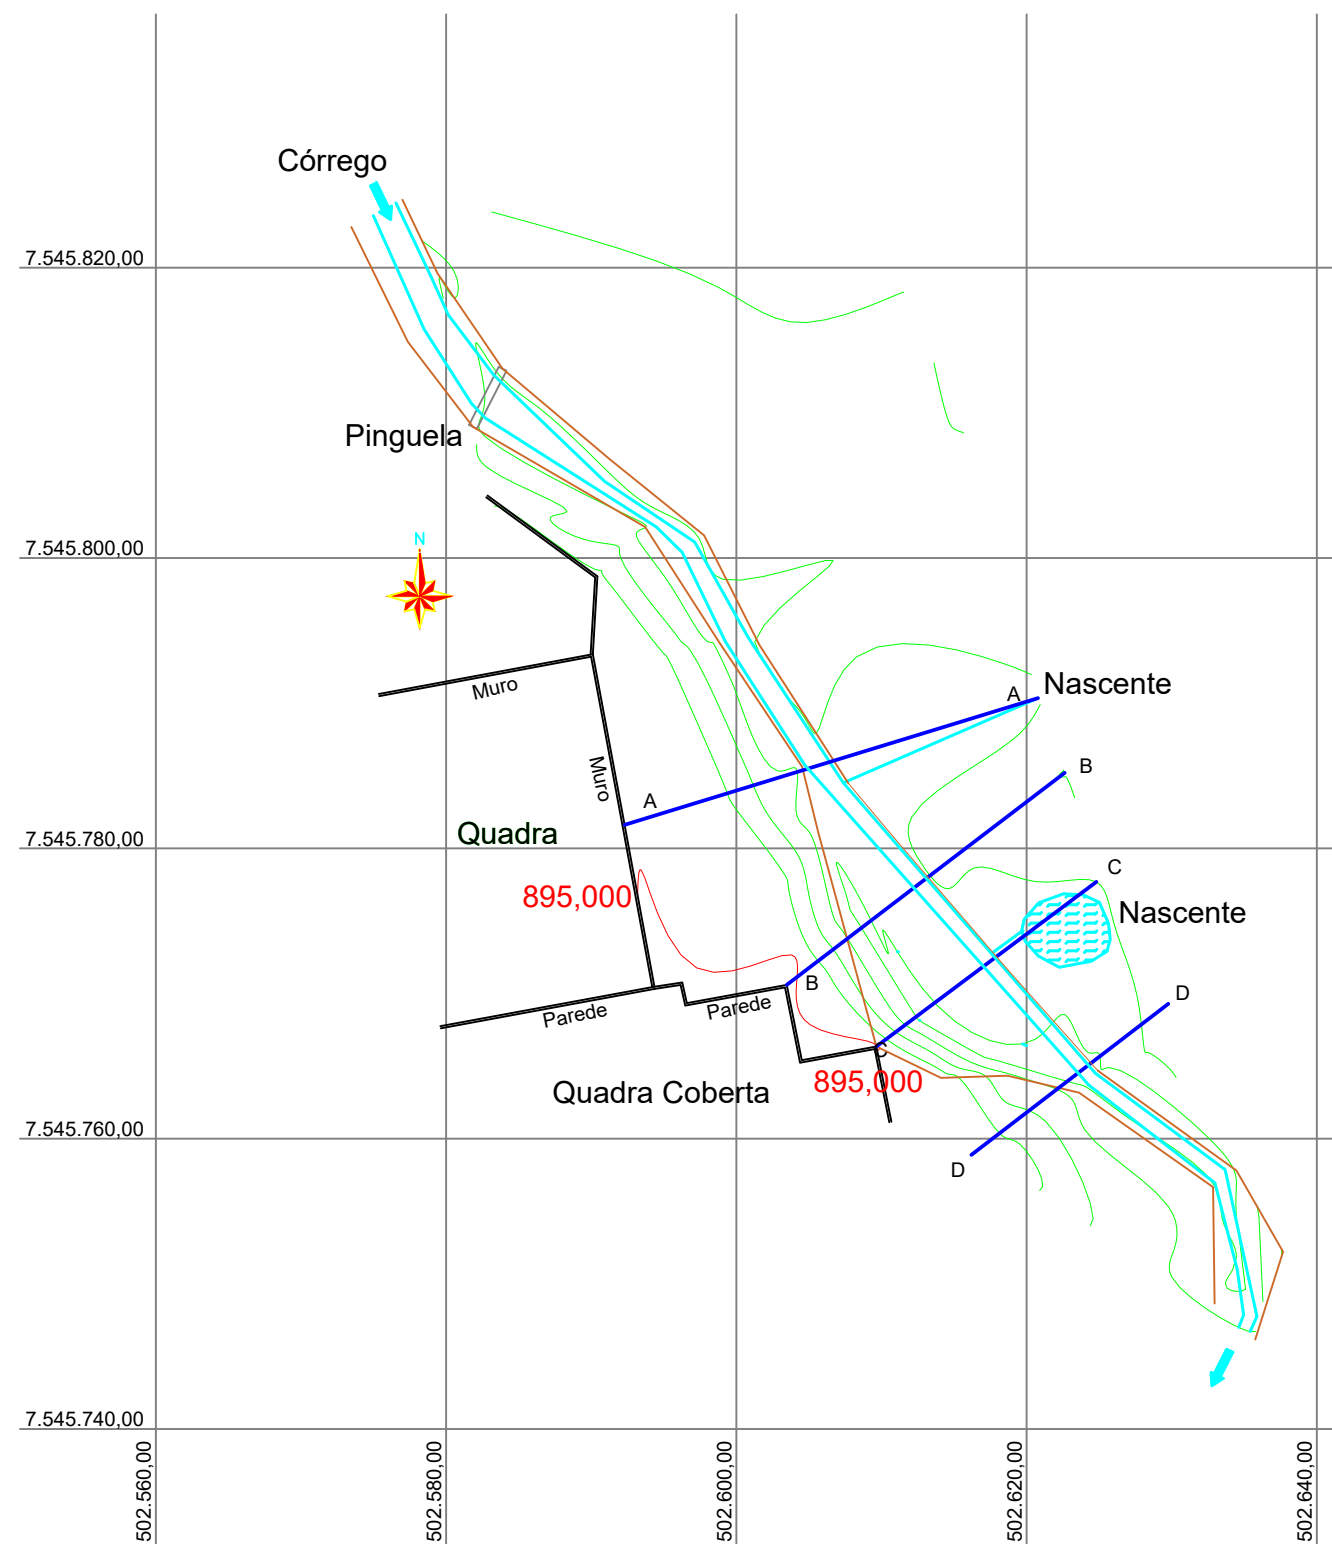 Córrego
7.545.820,00
Pinguela
7.545.800,00
N
Muro
A
Nascente
B
Muro
A
Quadra
7.545.780,00
C
895,000
Nascente
B
D
Parede
Parede
C
895,000
Quadra Coberta
7.545.760,00
D
7.545.740,00
502.560,00
502.580,00
502.600,00
502.620,00
502.640,00